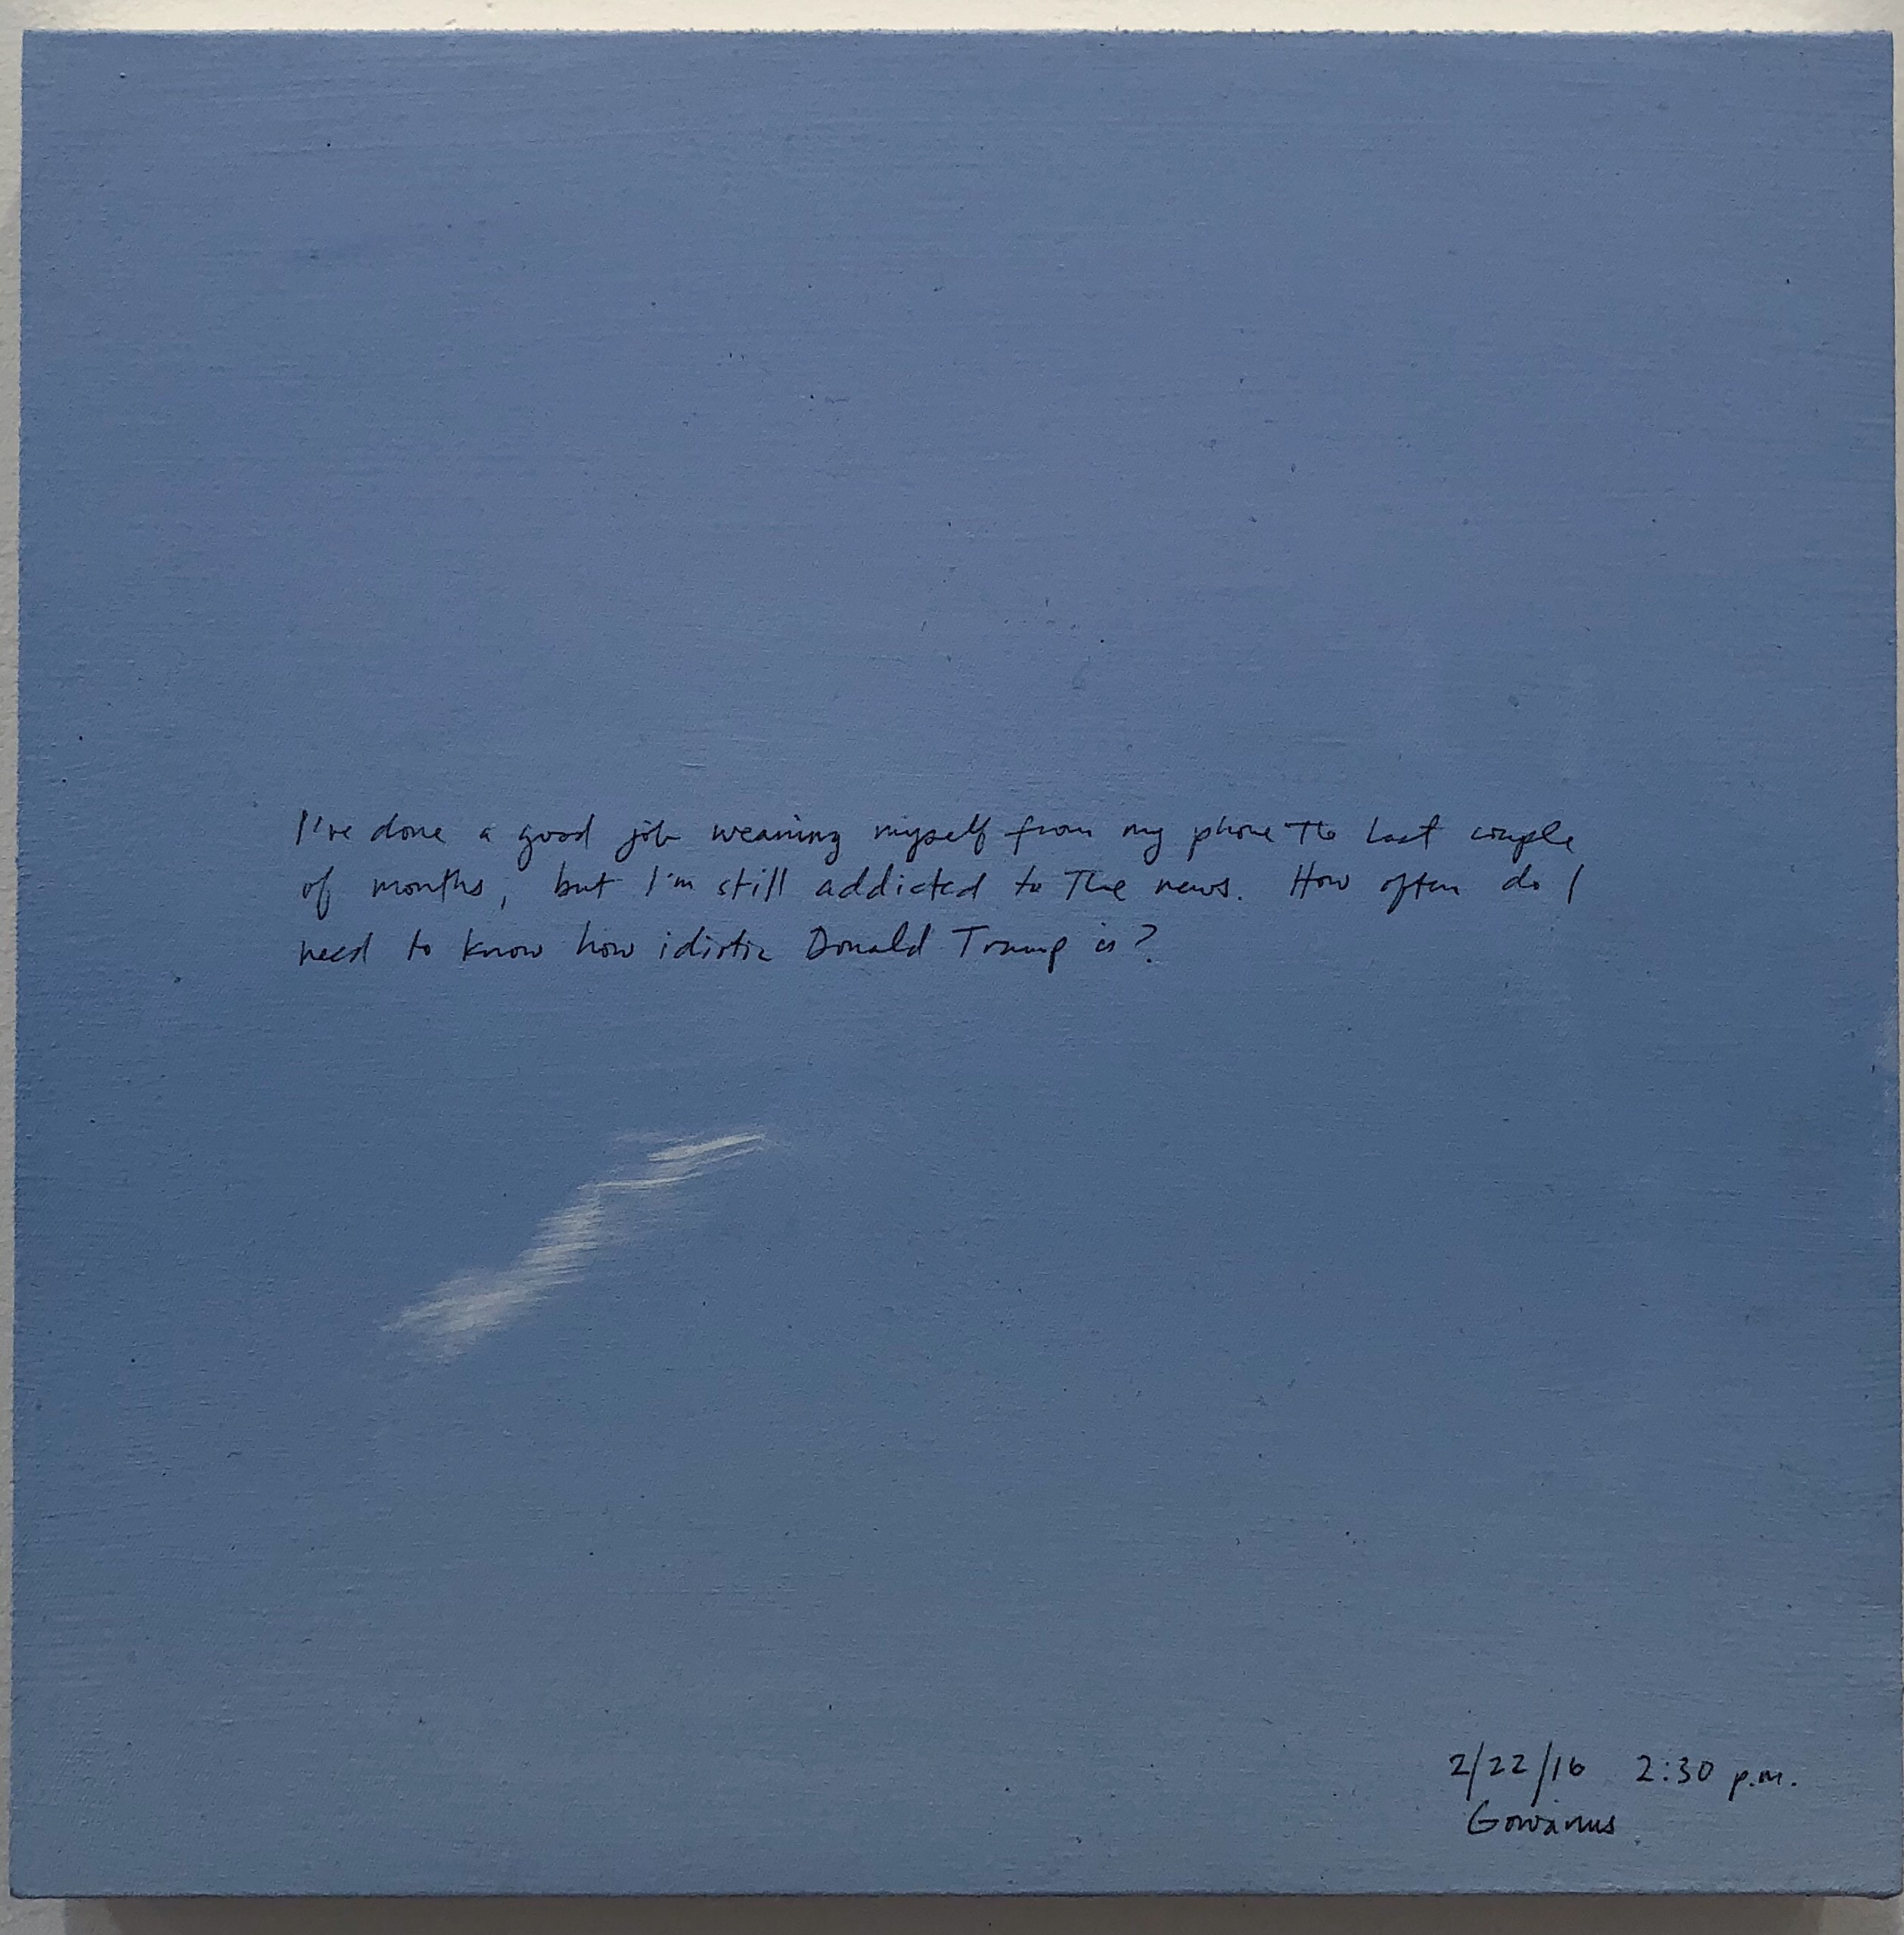 I've done a good job weaning myself from my phone the last couple
of months, but I'm still addicted to the news. How often do I
need to know how idiotic Donald Trump is?
2/22/16 2:30 p.m.
Gowanus